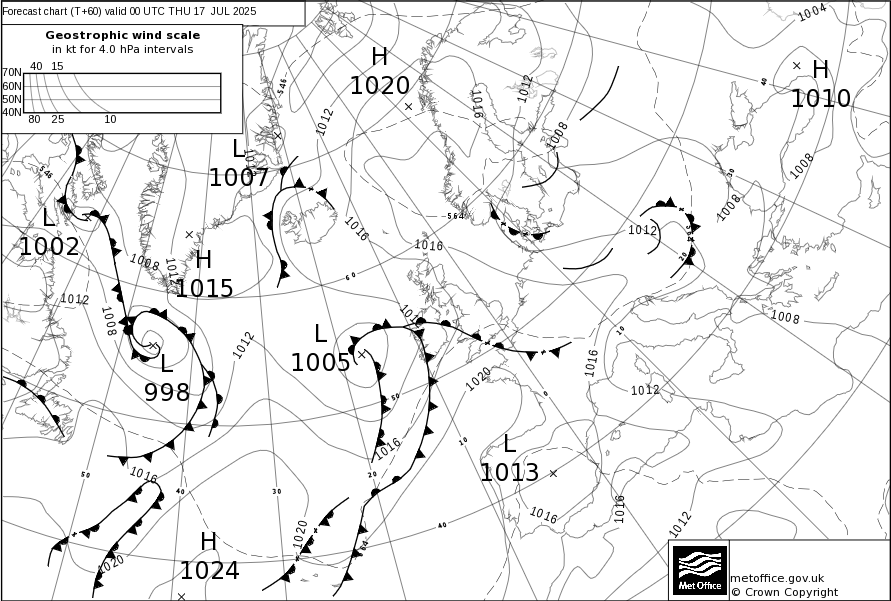 Forecast chart (T+60) valid 00 UTC THU 17 JUL 2025
Geostrophic wind scale
in kt for 4.0 hPa intervals
40 15
70N
60N
50N
40N
80 25 10
1004
H
1020
H
1010
546
1012
1016
1012
1008
40
L
1007
1008
546
30
1008
L
1002
1016
564
1016
1012
H
1015
1008
60
20
1012
1008
1012
L
1005
10
1008
L
998
1016
1020
1012
50
0
1016
L
1013
10
50
1016
20
40
30
1016
1016
1012
40
1020
H
1024
1020
564
Met Office
metoffice.gov.uk
© Crown Copyright